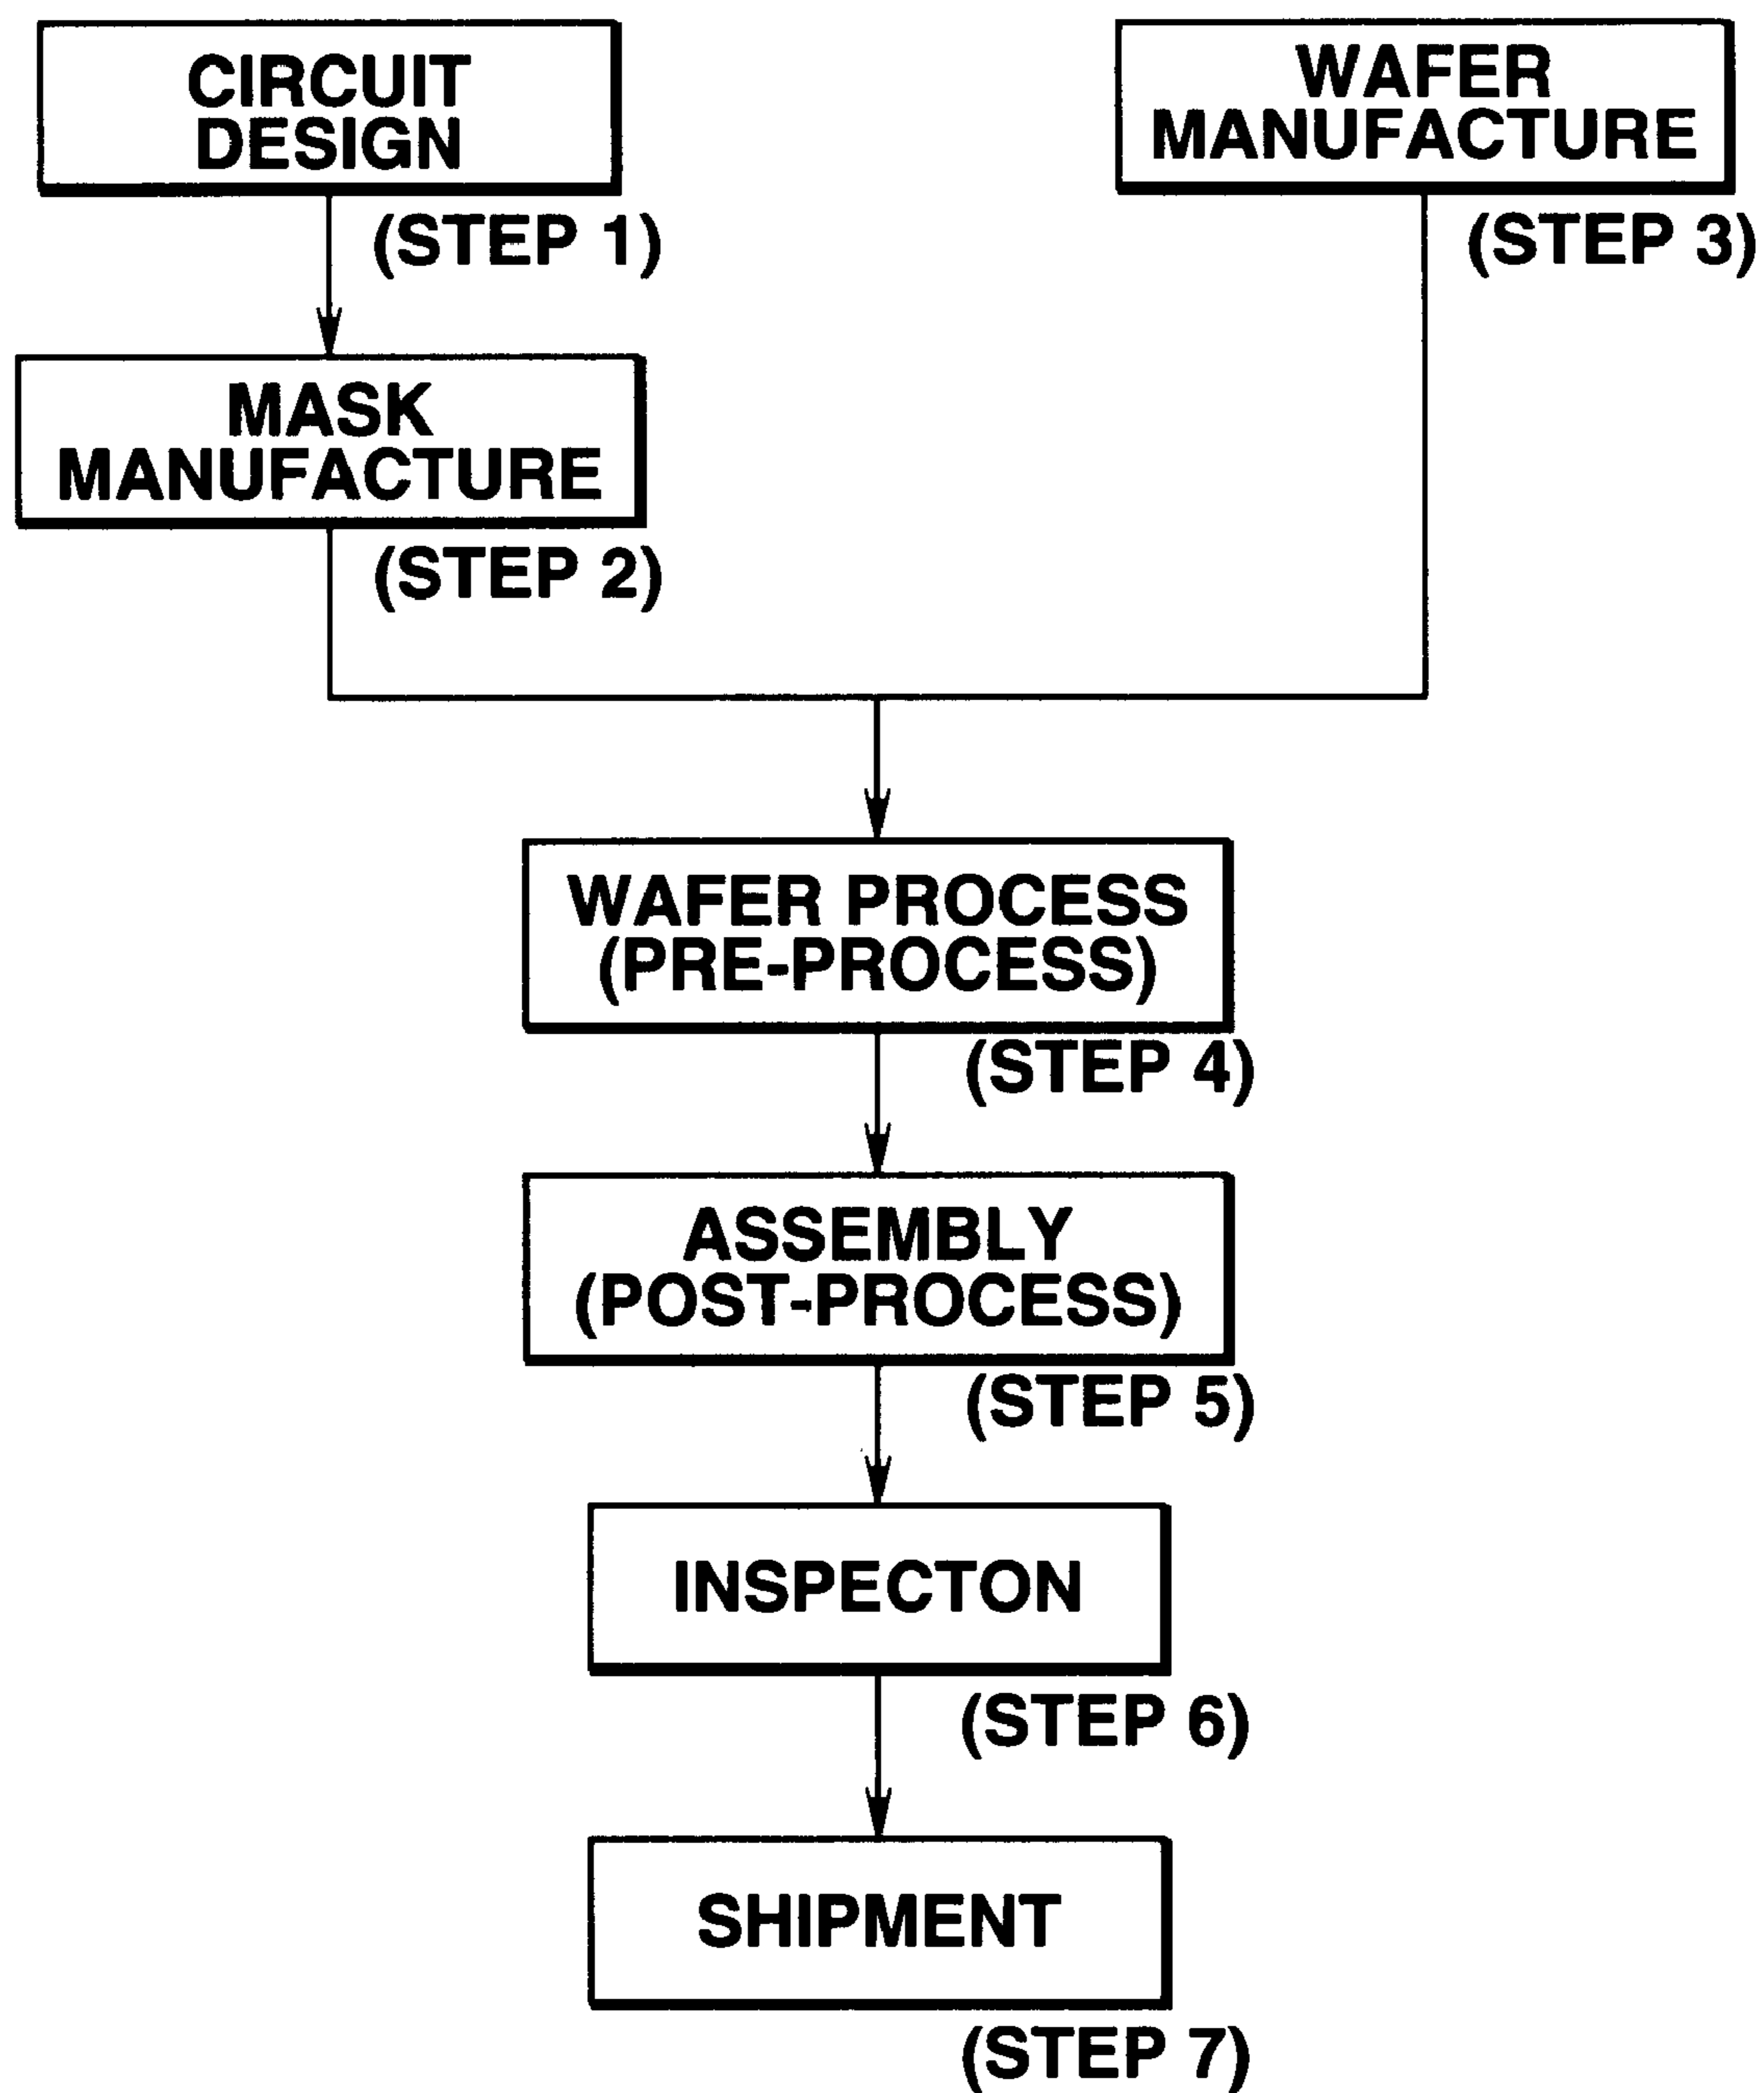 CIRCUIT
DESIGN
(STEP 1)
WAFER
MANUFACTURE
(STEP 3)
MASK
MANUFACTURE
(STEP 2)
WAFER PROCESS
(PRE-PROCESS)
(STEP 4)
ASSEMBLY
(POST-PROCESS)
(STEP 5)
INSPECTON
(STEP 6)
SHIPMENT
(STEP 7)